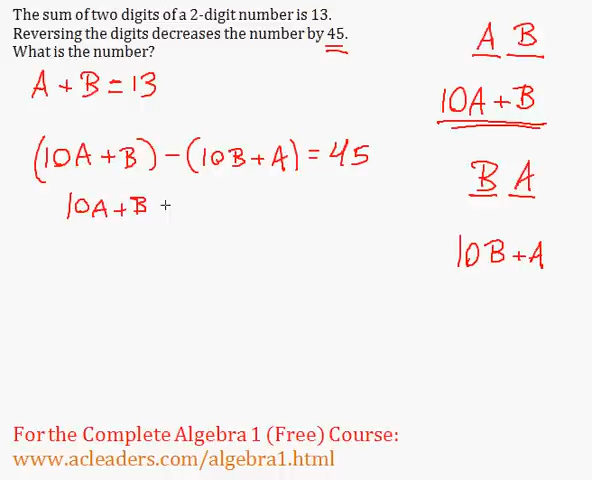 The sum of two digits of a 2-digit number is 13.
Reversing the digits decreases the number by 45.
What is the number?
A + B = 13
(10A + B) - (10B + A) = 45
10A + B +
A B
10A + B
B A
10B + A
For the Complete Algebra 1 (Free) Course:
www.acleaders.com/algebra1.html